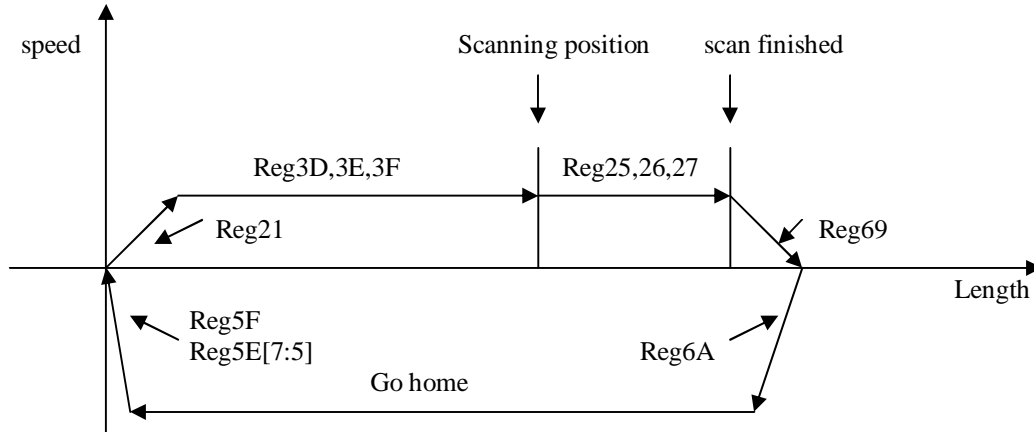 speed
Scanning position
scan finished
Reg3D,3E,3F
Reg25,26,27
Reg21
Reg69
Length
Reg5F
Reg5E[7:5]
Reg6A
Go home